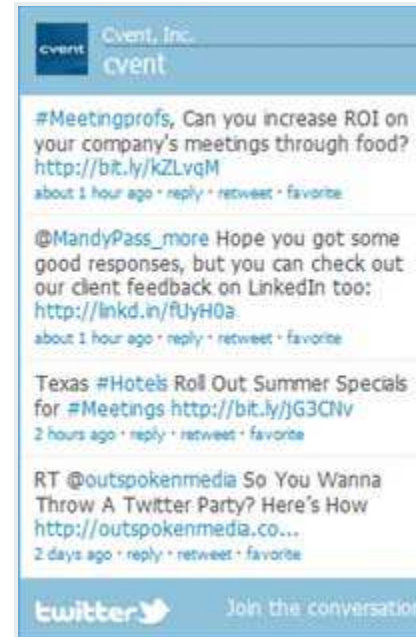 cvent
Cvent, Inc.
cvent
#Meetingprofs, Can you increase ROI on
your company's meetings through food?
http://bit.ly/kZLvqM
about 1 hour ago · reply · retweet · favorite
@MandyPass_more Hope you got some
good responses, but you can check out
our client feedback on LinkedIn too:
http://linkd.in/fUyH0a
about 1 hour ago · reply · retweet · favorite
Texas #Hotels Roll Out Summer Specials
for #Meetings http://bit.ly/jG3CNv
2 hours ago · reply · retweet · favorite
RT @outspokenmedia So You Wanna
Throw A Twitter Party? Here's How
http://outspokenmedia.co...
2 days ago · reply · retweet · favorite
twitter
Join the conversation